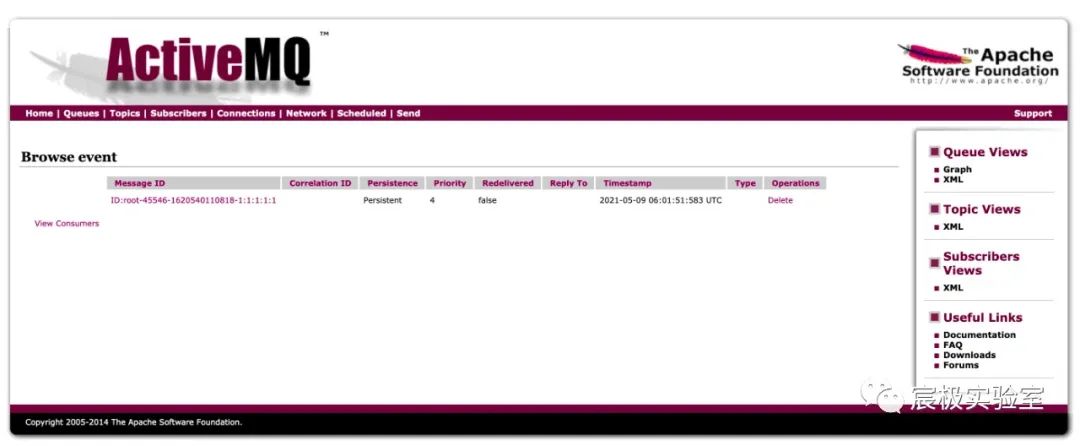 ActiveMQ™
The Apache
Software Foundation
http://www.apache.org/
Home | Queues | Topics | Subscribers | Connections | Network | Scheduled | Send
Support
Browse event
Message ID Correlation ID Persistence Priority Redelivered Reply To Timestamp Type Operations
ID:root-45546-1620540110818-1:1:1:1:1 Persistent 4 false 2021-05-09 06:01:51:583 UTC Delete
View Consumers
Queue Views
Graph
XML
Topic Views
XML
Subscribers
Views
XML
Useful Links
Documentation
FAQ
Downloads
Forums
宸极实验室
Copyright 2005-2014 The Apache Software Foundation.